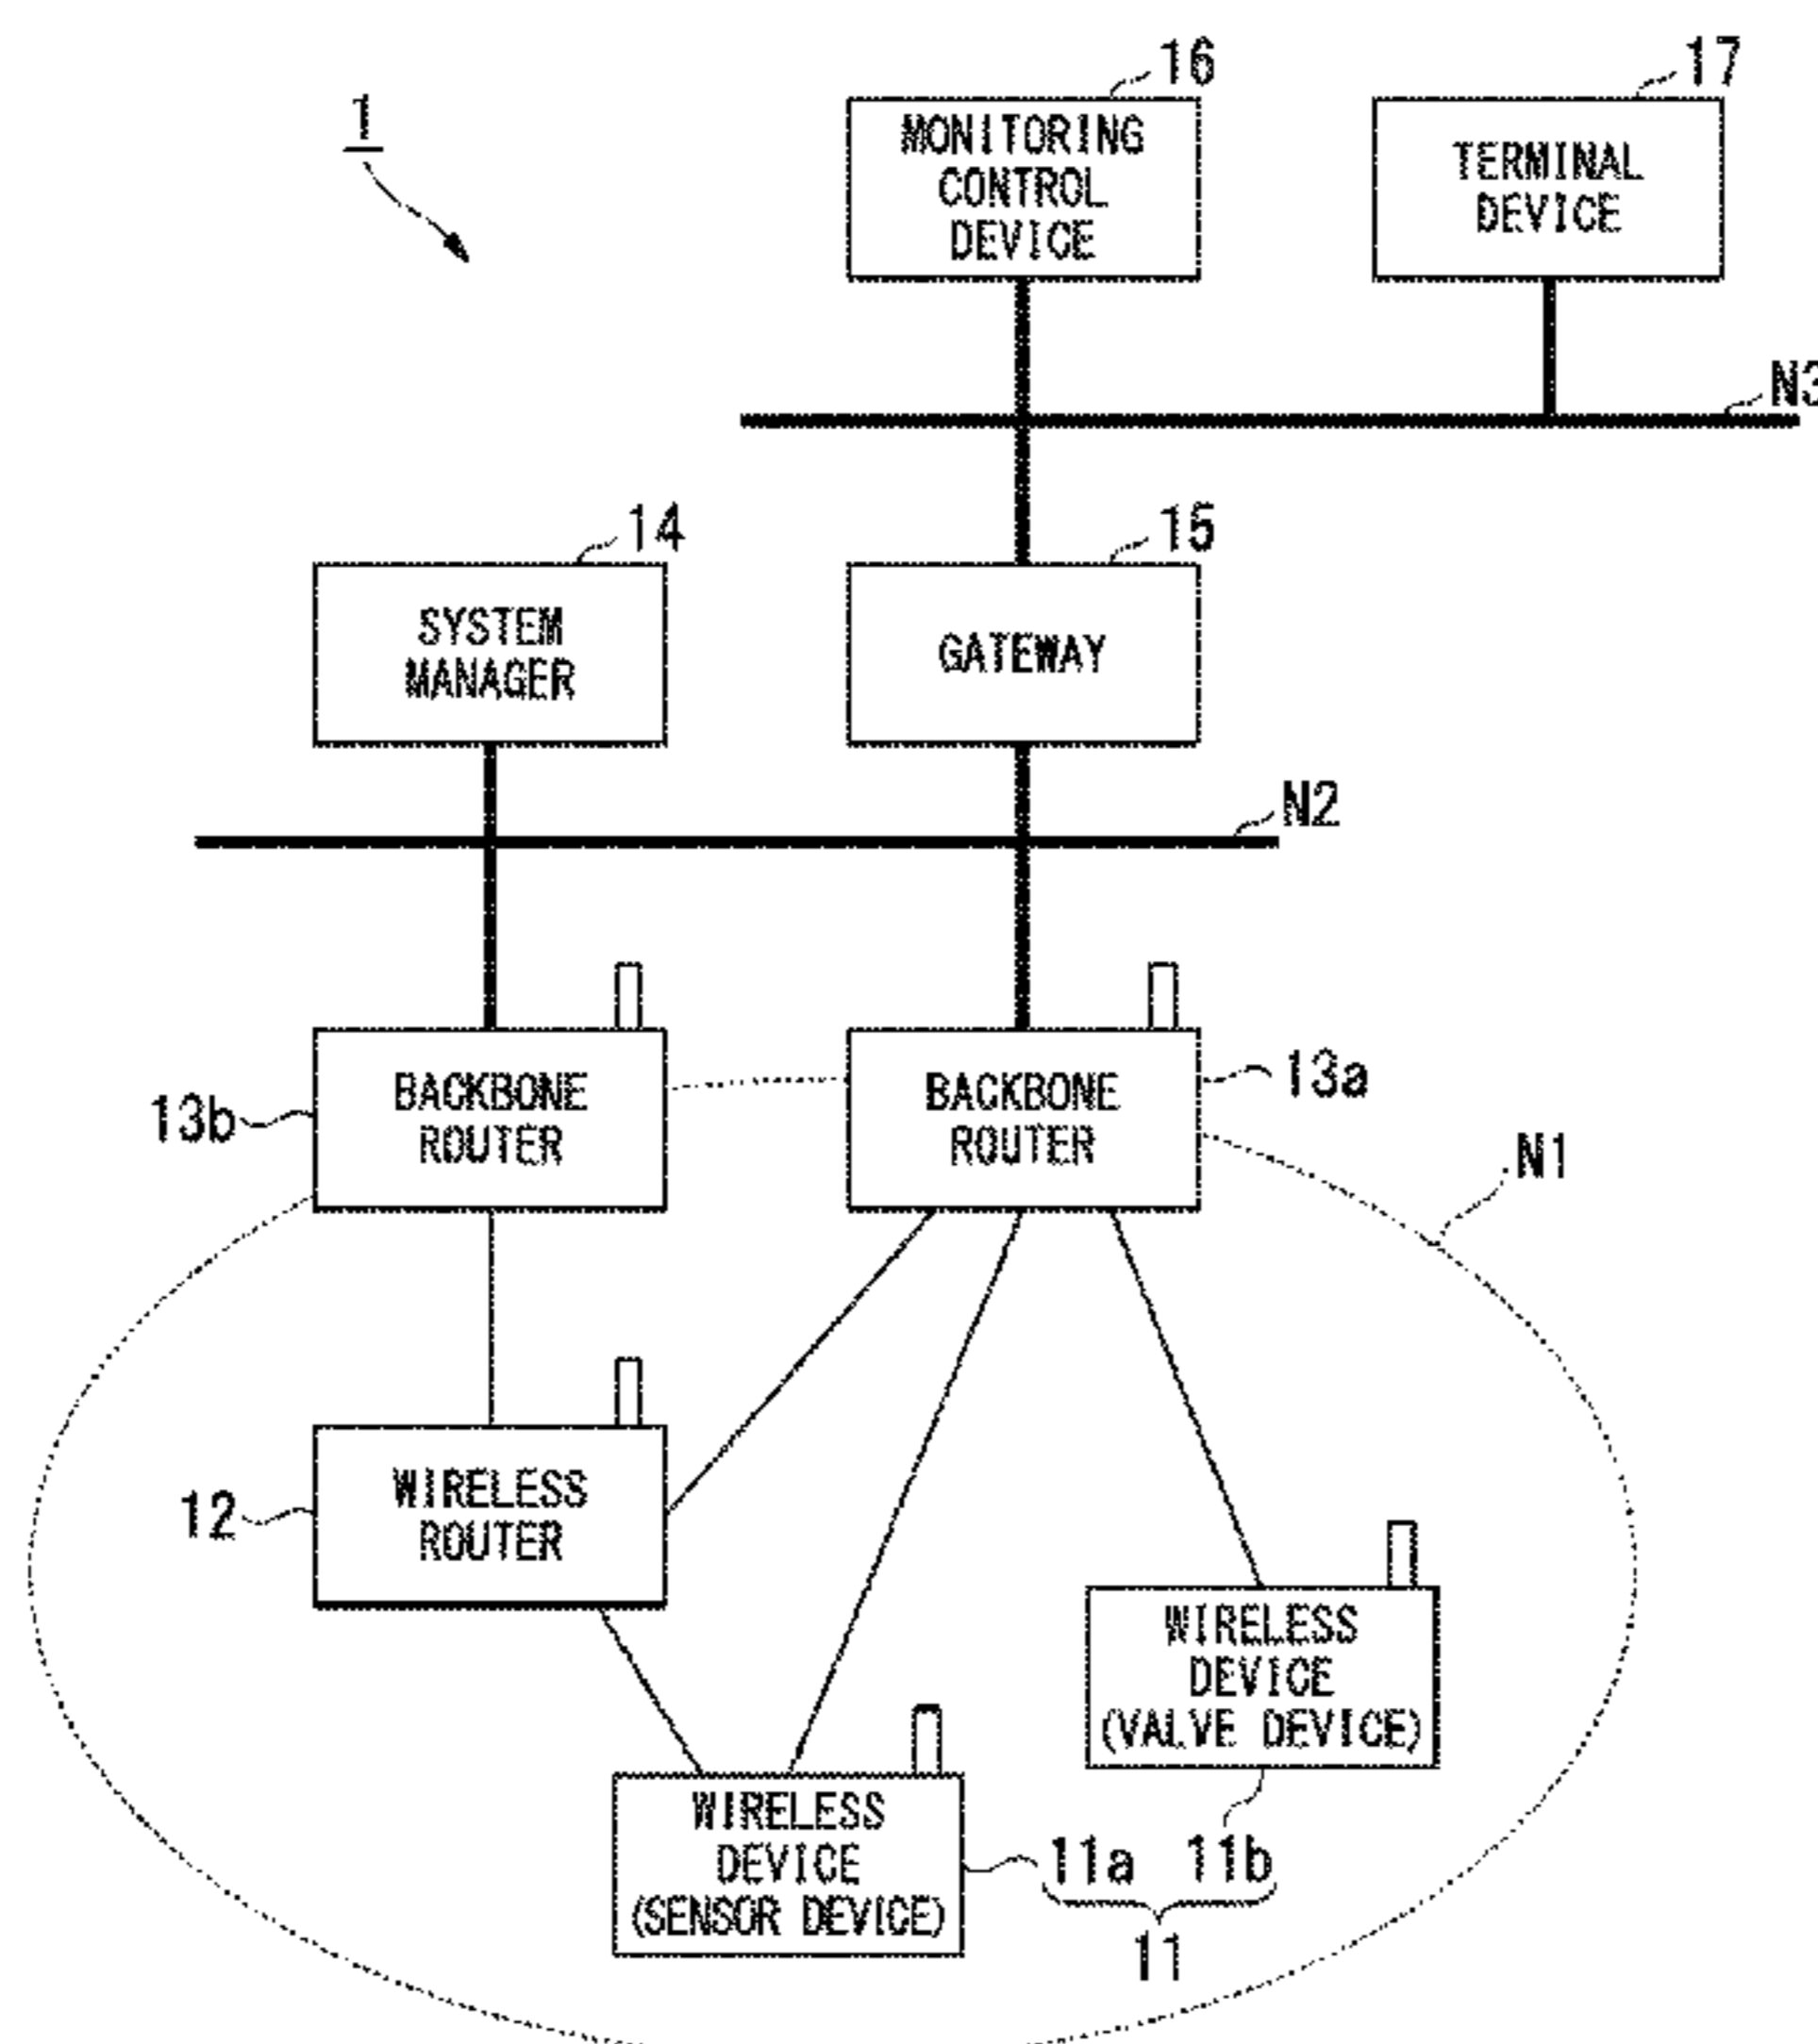 1
16
17
MONITORING
CONTROL
DEVICE
TERMINAL
DEVICE
N3
14
15
SYSTEM
MANAGER
GATEWAY
N2
13b
BACKBONE
ROUTER
BACKBONE
ROUTER
13a
N1
12
WIRELESS
ROUTER
WIRELESS
DEVICE
(VALVE DEVICE)
WIRELESS
DEVICE
(SENSOR DEVICE)
11a 11b
11